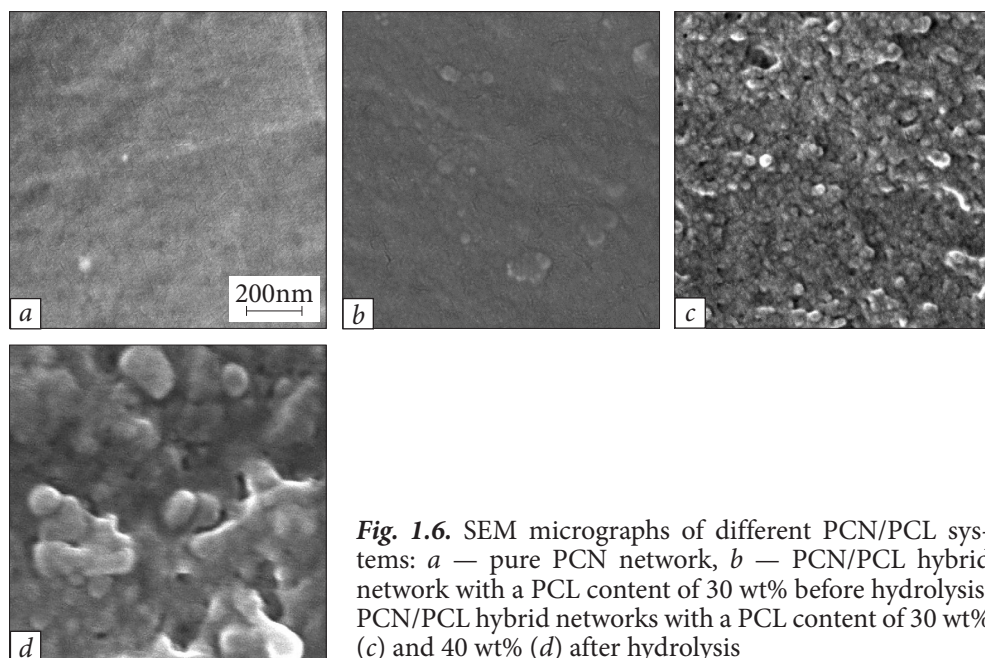 200nm
a
b
c
d
Fig. 1.6. SEM micrographs of different PCN/PCL sys-
tems: a — pure PCN network, b — PCN/PCL hybrid
network with a PCL content of 30 wt% before hydrolysis
PCN/PCL hybrid networks with a PCL content of 30 wt%
(c) and 40 wt% (d) after hydrolysis